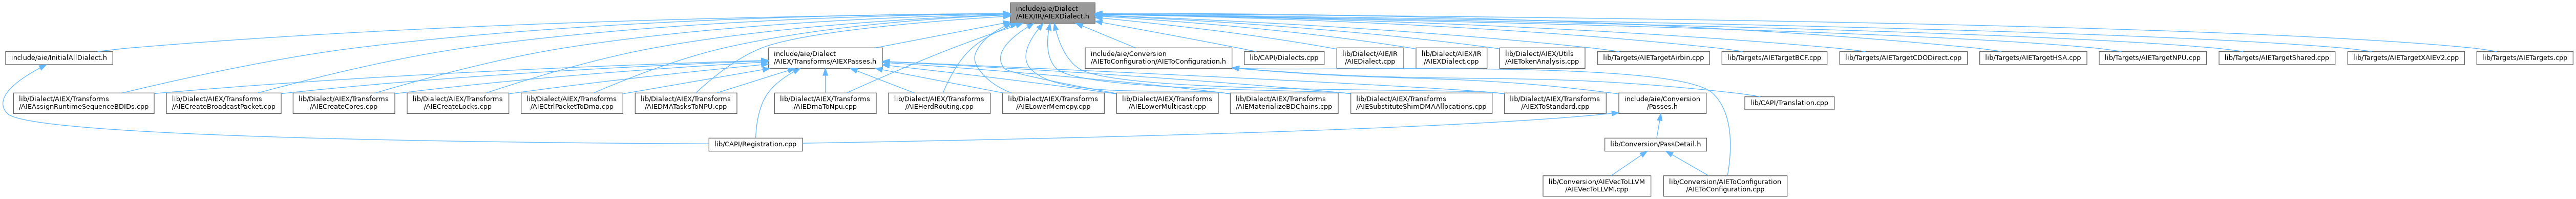 include/aie/Dialect
/AIEX/IR/AIEXDialect.h
include/aie/InitialAllDialect.h
include/aie/Dialect
/AIEX/Transforms/AIEXPasses.h
include/aie/Conversion
/AIEToConfiguration/AIEToConfiguration.h
lib/CAPI/Dialects.cpp
lib/Dialect/AIE/IR
/AIEDialect.cpp
lib/Dialect/AIEX/IR
/AIEXDialect.cpp
lib/Dialect/AIEX/Utils
/AIETokenAnalysis.cpp
lib/Targets/AIETargetAirbin.cpp
lib/Targets/AIETargetBCF.cpp
lib/Targets/AIETargetCDODirect.cpp
lib/Targets/AIETargetHSA.cpp
lib/Targets/AIETargetNPU.cpp
lib/Targets/AIETargetShared.cpp
lib/Targets/AIETargetXAIEV2.cpp
lib/Targets/AIETargets.cpp
lib/Dialect/AIEX/Transforms
/AIEAssignRuntimeSequenceBDIDs.cpp
lib/Dialect/AIEX/Transforms
/AIECreateBroadcastPacket.cpp
lib/Dialect/AIEX/Transforms
/AIECreateCores.cpp
lib/Dialect/AIEX/Transforms
/AIECreateLocks.cpp
lib/Dialect/AIEX/Transforms
/AIECtrlPacketToDma.cpp
lib/Dialect/AIEX/Transforms
/AIEDMATasksToNPU.cpp
lib/Dialect/AIEX/Transforms
/AIEDmaToNpu.cpp
lib/Dialect/AIEX/Transforms
/AIEHerdRouting.cpp
lib/Dialect/AIEX/Transforms
/AIELowerMemcpy.cpp
lib/Dialect/AIEX/Transforms
/AIELowerMulticast.cpp
lib/Dialect/AIEX/Transforms
/AIEMaterializeBDChains.cpp
lib/Dialect/AIEX/Transforms
/AIESubstituteShimDMAAllocations.cpp
lib/Dialect/AIEX/Transforms
/AIEXToStandard.cpp
include/aie/Conversion
/Passes.h
lib/CAPI/Translation.cpp
lib/CAPI/Registration.cpp
lib/Conversion/PassDetail.h
lib/Conversion/AIEVecToLLVM
/AIEVecToLLVM.cpp
lib/Conversion/AIEToConfiguration
/AIEToConfiguration.cpp